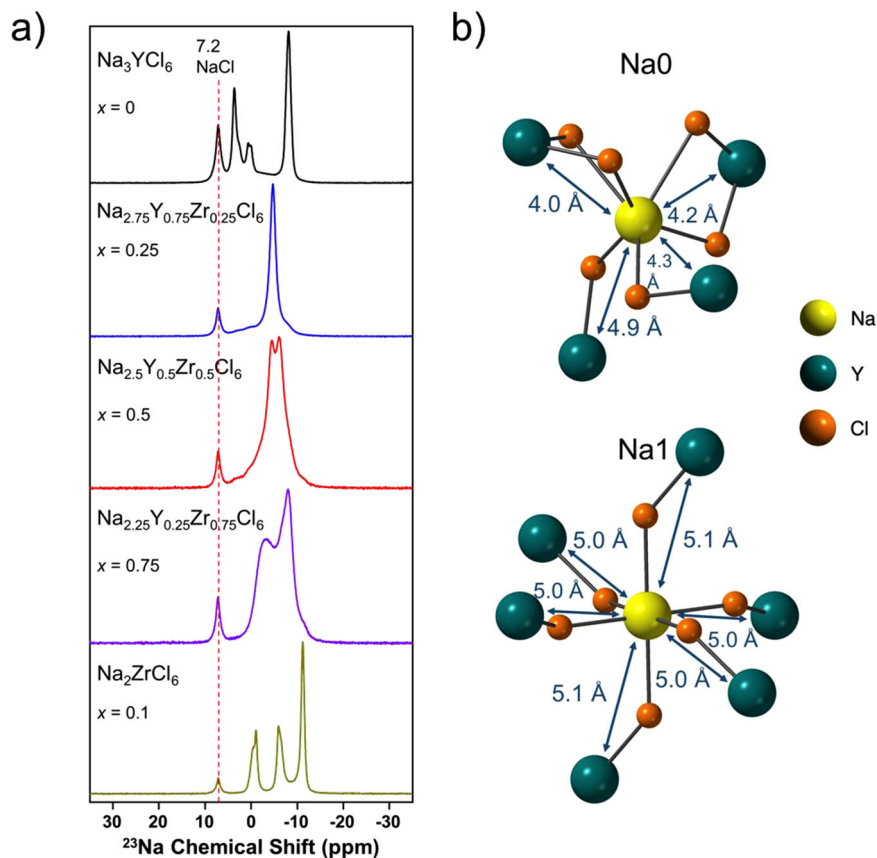 a)
7.2
NaCl
Na₃YCl₆
x = 0
Na₂.₇₅Y₀.₇₅Zr₀.₂₅Cl₆
x = 0.25
Na₂.₅Y₀.₅Zr₀.₅Cl₆
x = 0.5
Na₂.₂₅Y₀.₂₅Zr₀.₇₅Cl₆
x = 0.75
Na₂ZrCl₆
x = 0.1
30 20 10 0 -10 -20 -30
²³Na Chemical Shift (ppm)
b)
Na0
4.0 Å
4.2 Å
4.3
Å
4.9 Å
Na
Y
Cl
Na1
5.1 Å
5.0 Å
5.0 Å
5.0 Å
5.0 Å
5.1 Å